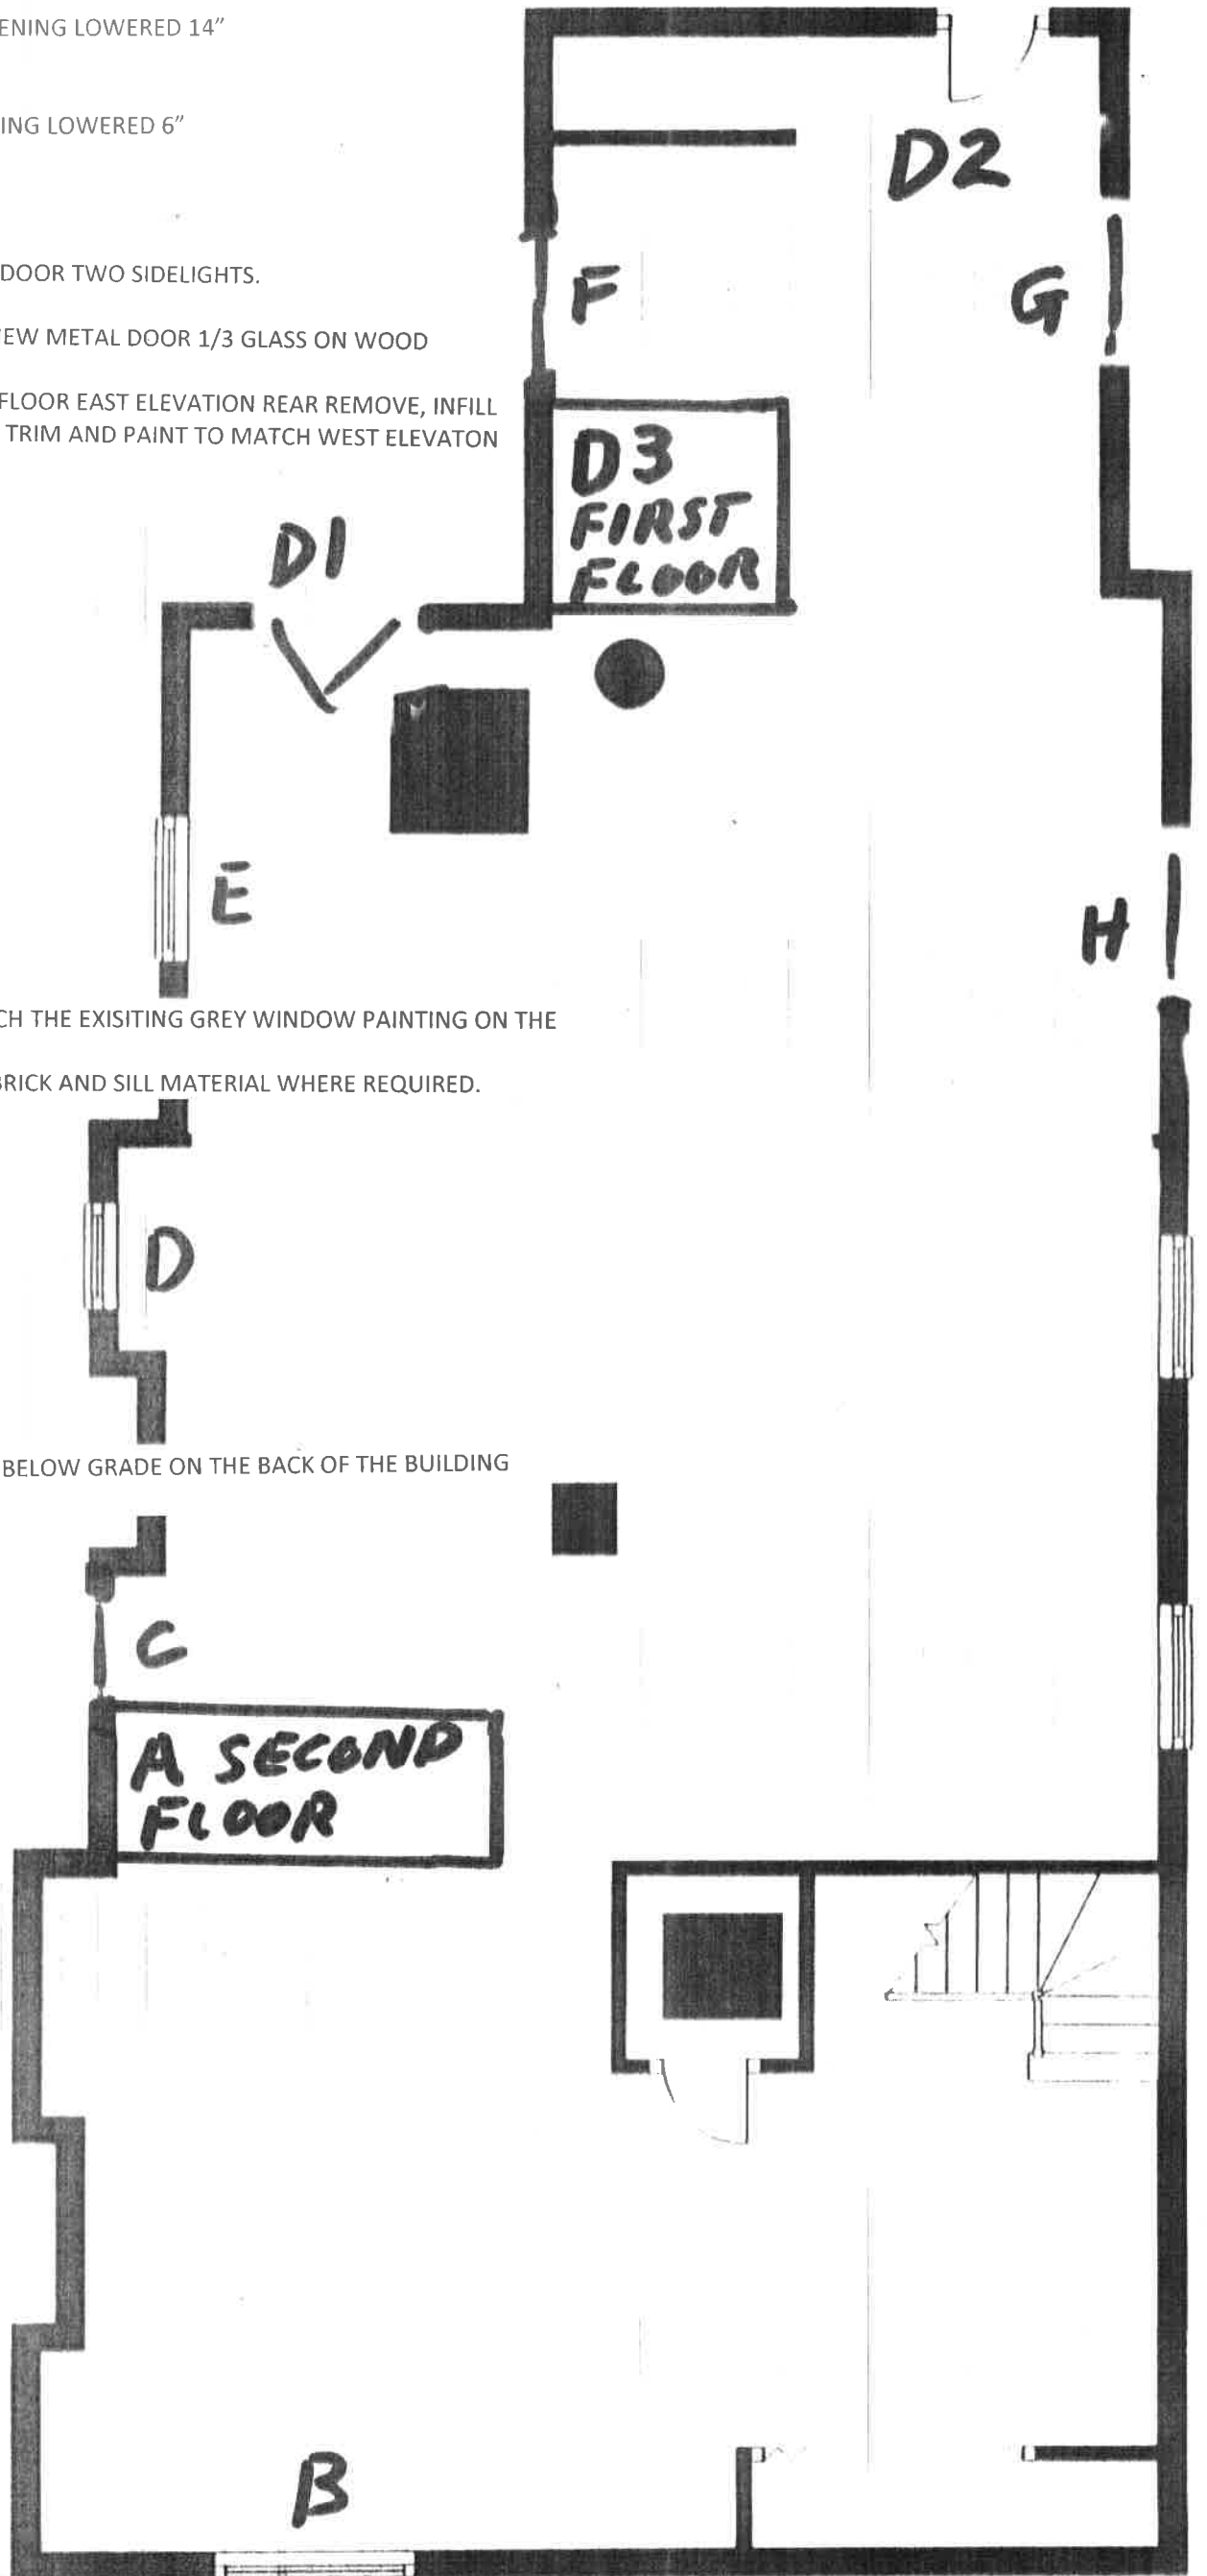 ENING LOWERED 14”
ING LOWERED 6”
D2
DOOR TWO SIDELIGHTS.
F
G
EW METAL DOOR 1/3 GLASS ON WOOD
FLOOR EAST ELEVATION REAR REMOVE, INFILL
TRIM AND PAINT TO MATCH WEST ELEVATON
D3
FIRST
FLOOR
D1
E
H
CH THE EXISITING GREY WINDOW PAINTING ON THE
BRICK AND SILL MATERIAL WHERE REQUIRED.
D
BELOW GRADE ON THE BACK OF THE BUILDING
C
A SECOND
FLOOR
B